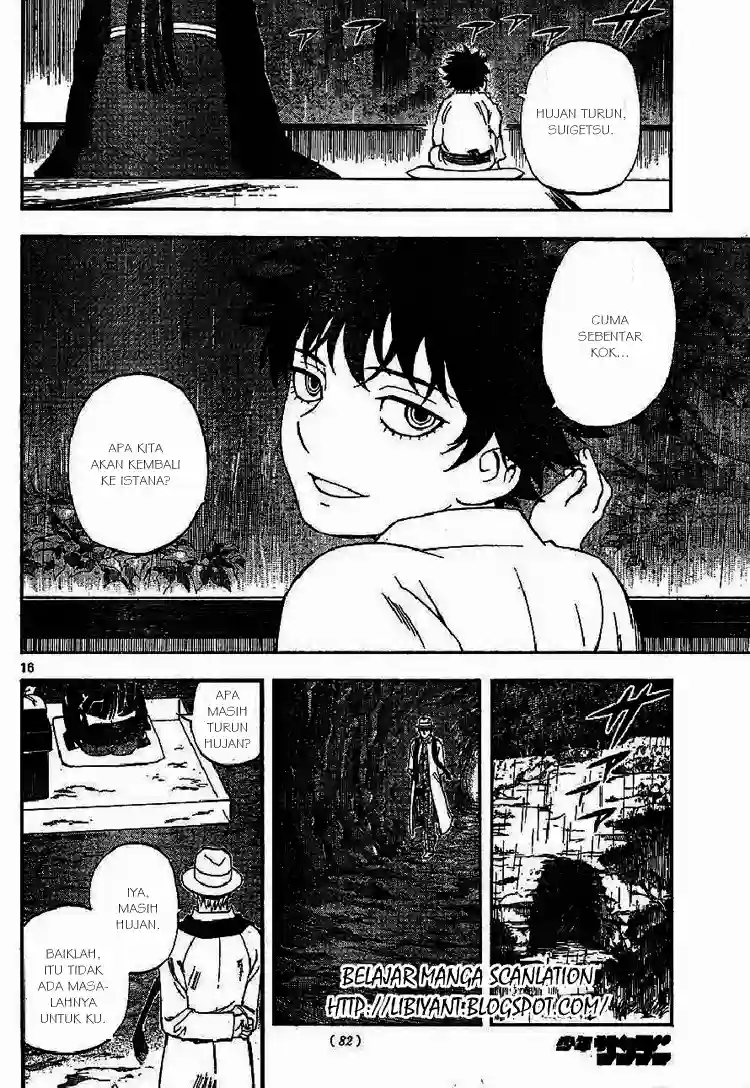 HUJAN TURUN,
SUIGETSU.
CUMA
SEBENTAR
KOK...
APA KITA
AKAN KEMBALI
KE ISTANA?
16
APA
MASIH
TURUN
HUJAN?
IYA,
MASIH
HUJAN.
BAIKLAH,
ITU TIDAK
ADA MASA-
LAHNYA
UNTUK KU.
BELAJAR MANGA SCANLATION
HTTP://LIBIYANT.BLOGSPOT.COM/
(82)